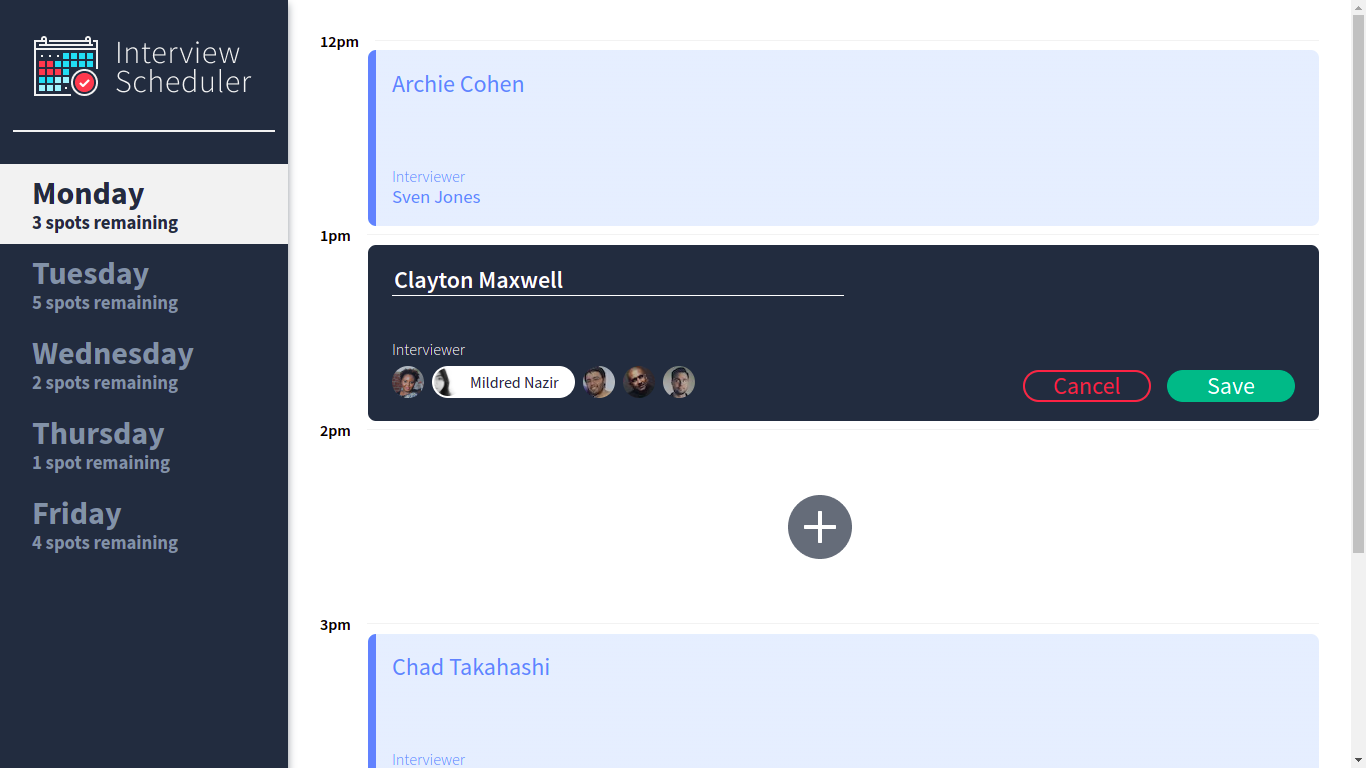 Interview
Scheduler
Monday
3 spots remaining
Tuesday
5 spots remaining
Wednesday
2 spots remaining
Thursday
1 spot remaining
Friday
4 spots remaining
12pm
Archie Cohen
Interviewer
Sven Jones
1pm
Clayton Maxwell
Interviewer
Mildred Nazir
Cancel
Save
2pm
3pm
Chad Takahashi
Interviewer